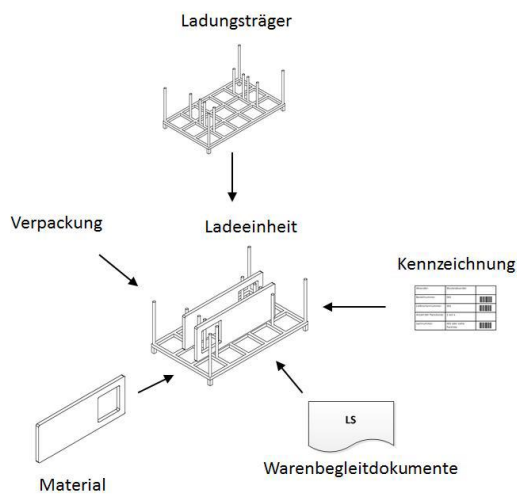 Ladungsträger
Verpackung
Ladeeinheit
Kennzeichnung
LS
Warenbegleitdokumente
Material